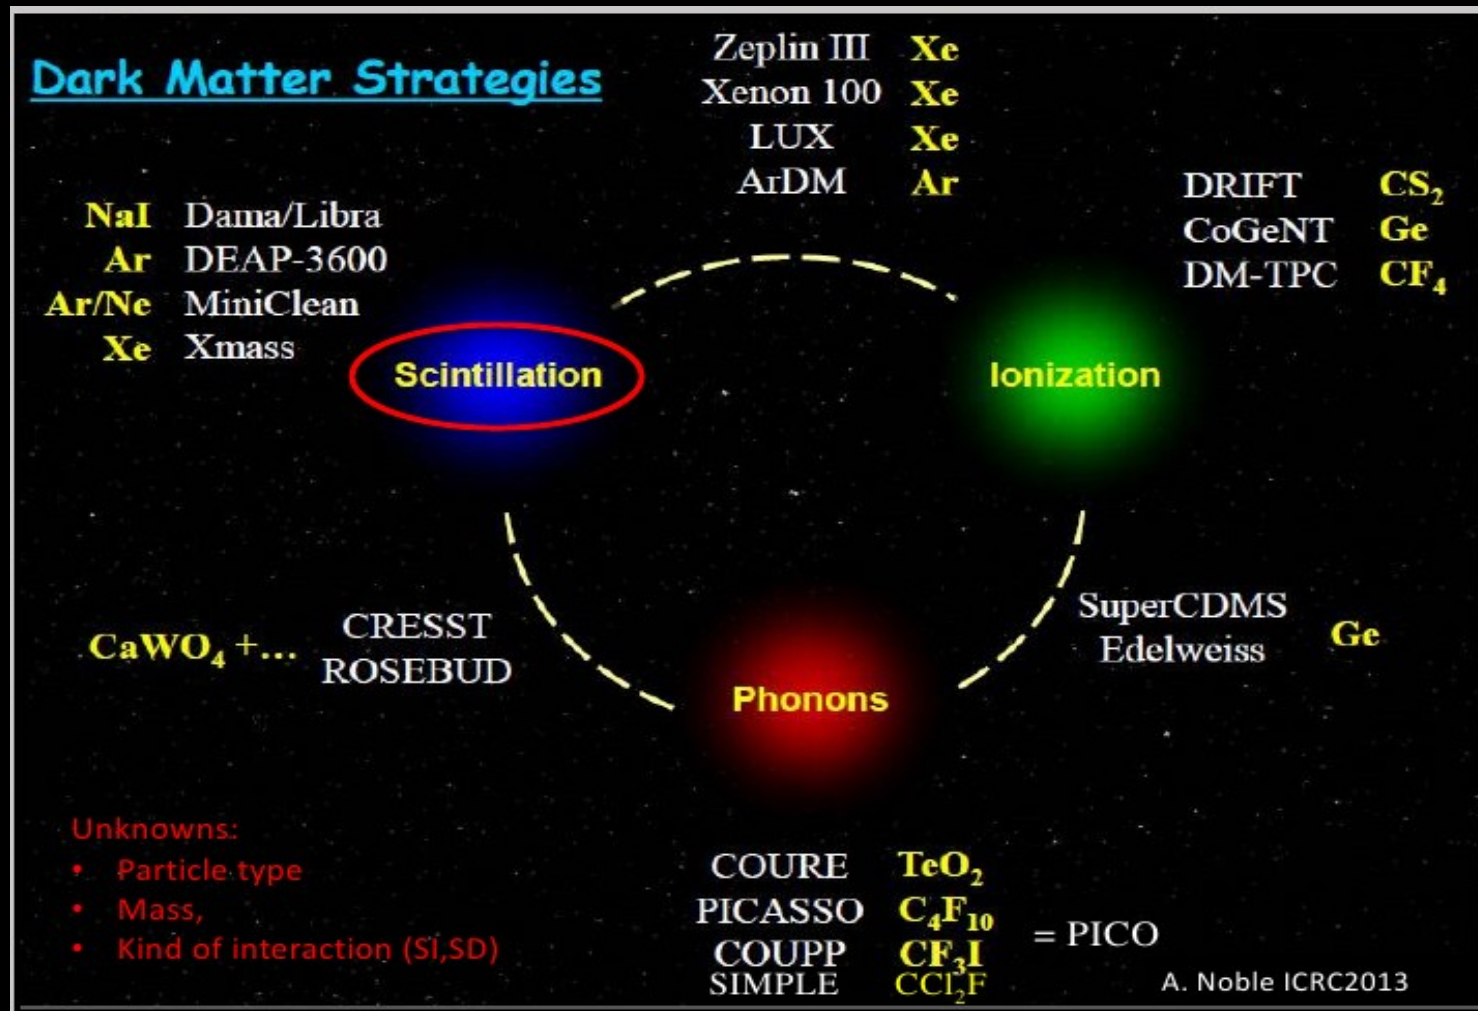 Dark Matter Strategies
Zeplin III Xe
Xenon 100 Xe
LUX Xe
ArDM Ar
NaI Dama/Libra
Ar DEAP-3600
Ar/Ne MiniClean
Xe Xmass
DRIFT CS₂
CoGeNT Ge
DM-TPC CF₄
Scintillation
Ionization
CaWO₄ +...
CRESST
ROSEBUD
SuperCDMS
Edelweiss
Ge
Phonons
Unknowns:
• Particle type
• Mass,
• Kind of interaction (SI,SD)
COURE TeO₂
PICASSO C₄F₁₀
COUPP CF₃I
= PICO
SIMPLE CCl₂F
A. Noble ICRC2013